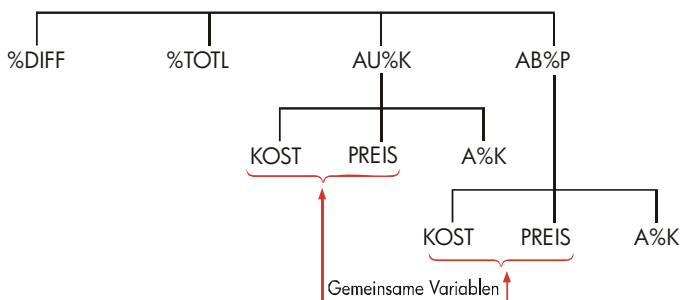 %DIFF %TOTL AU%K AB%P
KOST PREIS A%K
KOST PREIS A%K
Gemeinsame Variablen